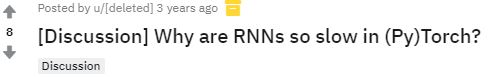 Posted by u/[deleted] 3 years ago
8
[Discussion] Why are RNNs so slow in (Py)Torch?
Discussion